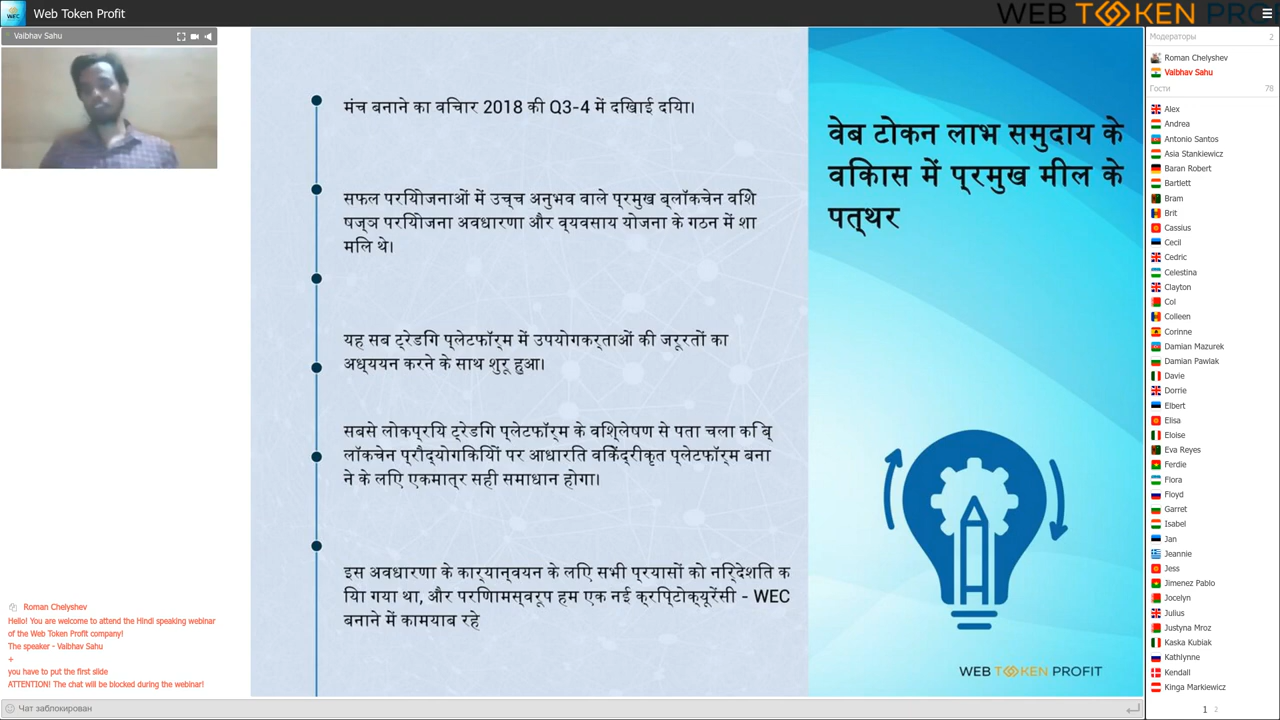 Web Token Profit
WEB TOKEN PROFI
Vaibhav Sahu
मंच बनाने का विचार 2018 की Q3-4 में दिखाई दिया।
सफल परियोजनाओं में उच्च अनुभव वाले प्रमुख ब्लॉकचेन विशे
षज्ञ परियोजना अवधारणा और व्यवसाय योजना के गठन में शा
मिल थे।
यह सब ट्रेडिंग प्लेटफॉर्म में उपयोगकर्ताओं की जरूरतों का
अध्ययन करने के साथ शुरू हुआ।
सबसे लोकप्रिय ट्रेडिंग प्लेटफॉर्म के विश्लेषण से पता चला कि ब्
लॉकचेन प्रौद्योगिकियों पर आधारित विकेंद्रीकृत प्लेटफॉर्म बना
ने के लिए एकमात्र सही समाधान होगा।
इस अवधारणा के कार्यान्वयन के लिए सभी प्रयासों को निर्देशित क
िया गया था, और परिणामस्वरूप हम एक नई क्रिप्टोक्यूरेंसी - WEC
बनाने में कामयाब रहे
वेब टोकन लाभ समुदाय के
विकास में प्रमुख मील के
पत्थर
WEB TOKEN PROFIT
Roman Chelyshev
Hello! You are welcome to attend the Hindi speaking webinar
of the Web Token Profit company!
The speaker - Vaibhav Sahu
+
you have to put the first slide
ATTENTION! The chat will be blocked during the webinar!
Чат заблокирован
Модераторы 2
Roman Chelyshev
Vaibhav Sahu
Гости 78
Alex
Andrea
Antonio Santos
Asia Stankiewicz
Baran Robert
Bartlett
Bram
Brit
Cassius
Cecil
Cedric
Celestina
Clayton
Col
Colleen
Corinne
Damian Mazurek
Damian Pawlak
Davie
Dorrie
Elbert
Elisa
Eloise
Eva Reyes
Ferdie
Flora
Floyd
Garret
Isabel
Jan
Jeannie
Jess
Jimenez Pablo
Jocelyn
Julius
Justyna Mroz
Kaska Kubiak
Kathlynne
Kendall
Kinga Markiewicz
1 2